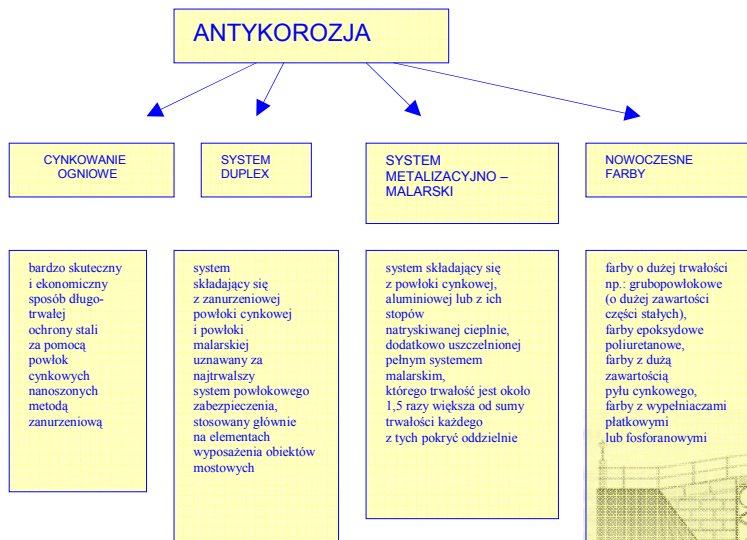 ANTYKOROZJA
CYNKOWANIE
OGNIOWE
SYSTEM
DUPLEX
SYSTEM
METALIZACYJNO –
MALARSKI
NOWOCZESNE
FARBY
bardzo skuteczny
i ekonomiczny
sposób długo-
trwałej
ochrony stali
za pomocą
powłok
cynkowych
nanoszonych
metodą
zanurzeniową
system
składający się
z zanurzeniowej
powłoki cynkowej
i powłoki
malarskiej
uznawany za
najtrwalszy
system powłokowego
zabezpieczenia,
stosowany głównie
na elementach
wyposażenia obiektów
mostowych
system składający się
z powłoki cynkowej,
aluminiowej lub z ich
stopów
natryskiwanej cieplnie,
dodatkowo uszczelnionej
pełnym systemem
malarskim,
którego trwałość jest około
1,5 razy większa od sumy
trwałości każdego
z tych pokryć oddzielnie
farby o dużej trwałości
np.: grubopowłokowe
(o dużej zawartości
części stałych),
farby epoksydowe
poliuretanowe,
farby z dużą
zawartością
pyłu cynkowego,
farby z wypełniaczami
płatkowymi
lub fosforanowymi